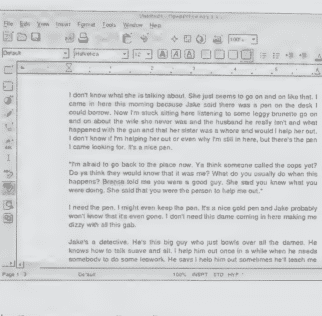 File Edit View Insert Format Tools Window Help
100%
Default
12
I don't know what she is talking about. She just seems to go on and on like that. I
came in here this morning because Jake said there was a pen on the desk I
could borrow. Now I'm stuck sitting here listening to some leggy brunette go on
and on about the wife she never was and the husband he really isn't and what
happened with the gun and that her sister was a whore and would I help her out.
I don't know if I'm helping her out or even why I'm still in here, but there's the pen
I came looking for. It's a nice pen.
"I'm afraid to go back to the place now. Ya think someone called the cops yet?
Do ya think they would know that it was me? What do you usually do when this
happens? told me you were a good guy. She said you knew what you
were doing. She said that you were the person to help me out."
I need the pen. I might even keep the pen, it's a nice gold pen and Jake probably
won't know that it's even gone. I don't need this dame coming in here making me
dizzy with all this gab.
Jake's a detective. He's this big guy who just bowls over all the dames. He
knows how to talk suave and all. I help him out once in a while when he needs
somebody to do some legwork. He says I help him out sometimes he'll teach me
Page 1 / 3 Default 100% INSRT STD HYP